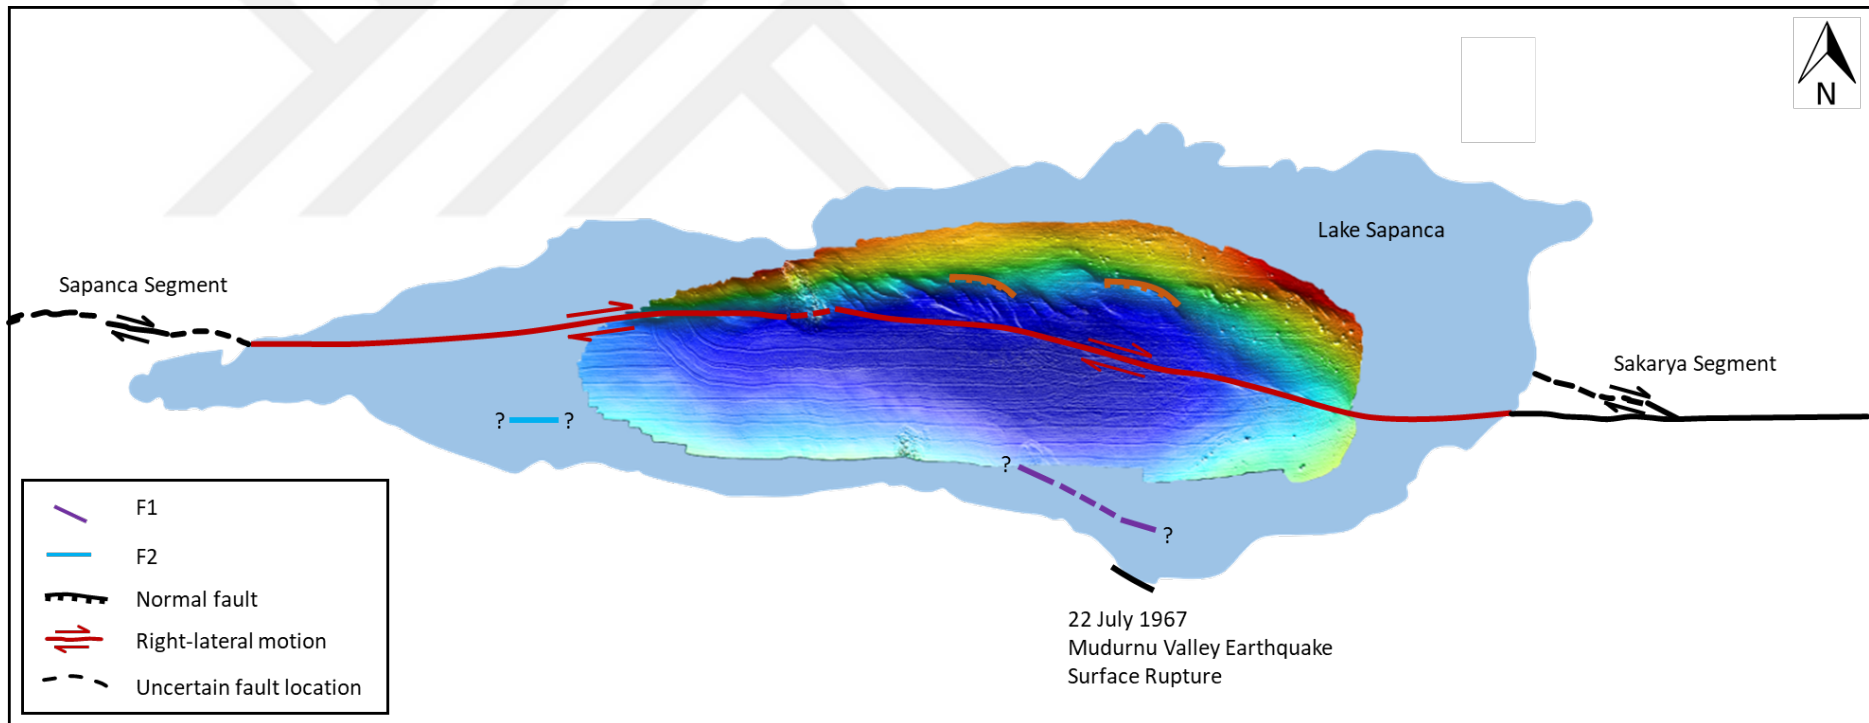 N
Lake Sapanca
Sapanca Segment
Sakarya Segment
? ?
?
?
22 July 1967
Mudurnu Valley Earthquake
Surface Rupture
F1
F2
Normal fault
Right-lateral motion
Uncertain fault location